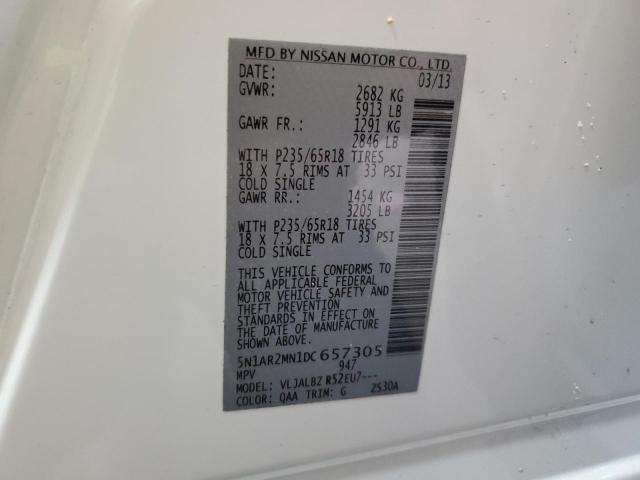 MFD BY NISSAN MOTOR CO., LTD.
DATE: 03/13
GVWR: 2682 KG
5913 LB
GAWR FR.: 1291 KG
2846 LB
WITH P235/65R18 TIRES
18 X 7.5 RIMS AT 33 PSI
COLD SINGLE
GAWR RR.: 1454 KG
3205 LB
WITH P235/65R18 TIRES
18 X 7.5 RIMS AT 33 PSI
COLD SINGLE
THIS VEHICLE CONFORMS TO
ALL APPLICABLE FEDERAL
MOTOR VEHICLE SAFETY AND
THEFT PREVENTION
STANDARDS IN EFFECT ON
THE DATE OF MANUFACTURE
SHOWN ABOVE.
5N1AR2MN1DC657305
MPV 947
MODEL: VLJALBZ R52EU7---
COLOR: QAA TRIM: G ZS30A